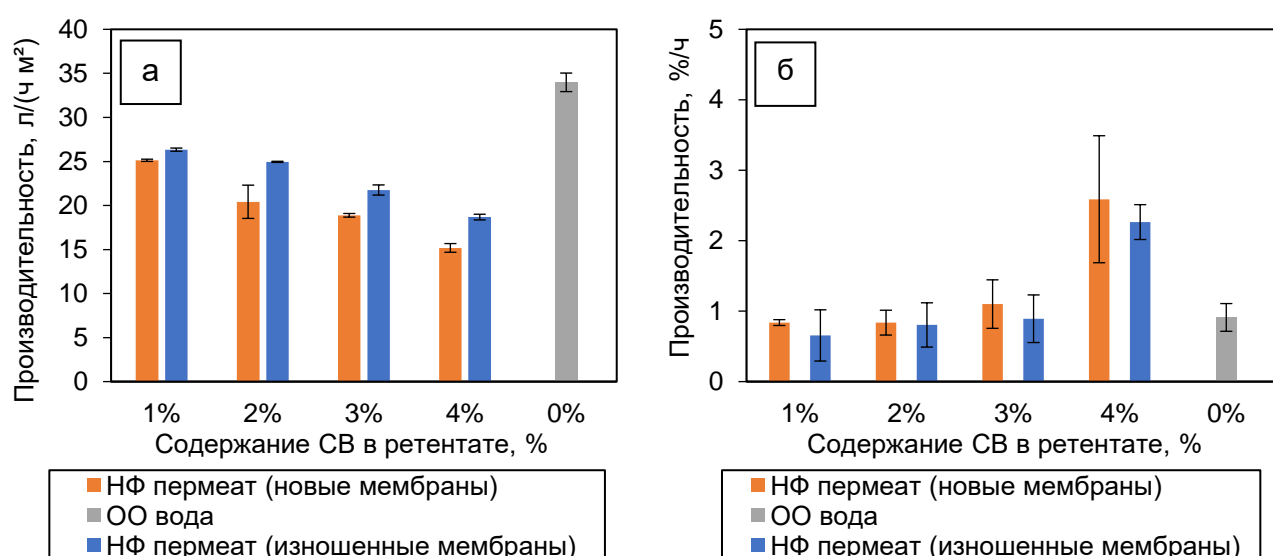 Производительность, л/(ч м²)
40
35
30
25
20
15
10
5
0
а
1% 2% 3% 4% 0%
Содержание СВ в ретентате, %
НФ пермеат (новые мембраны)
ОО вода
НФ пермеат (изношенные мембраны)
Производительность, %/ч
5
4
3
2
1
0
б
1% 2% 3% 4% 0%
Содержание СВ в ретентате, %
НФ пермеат (новые мембраны)
ОО вода
НФ пермеат (изношенные мембраны)